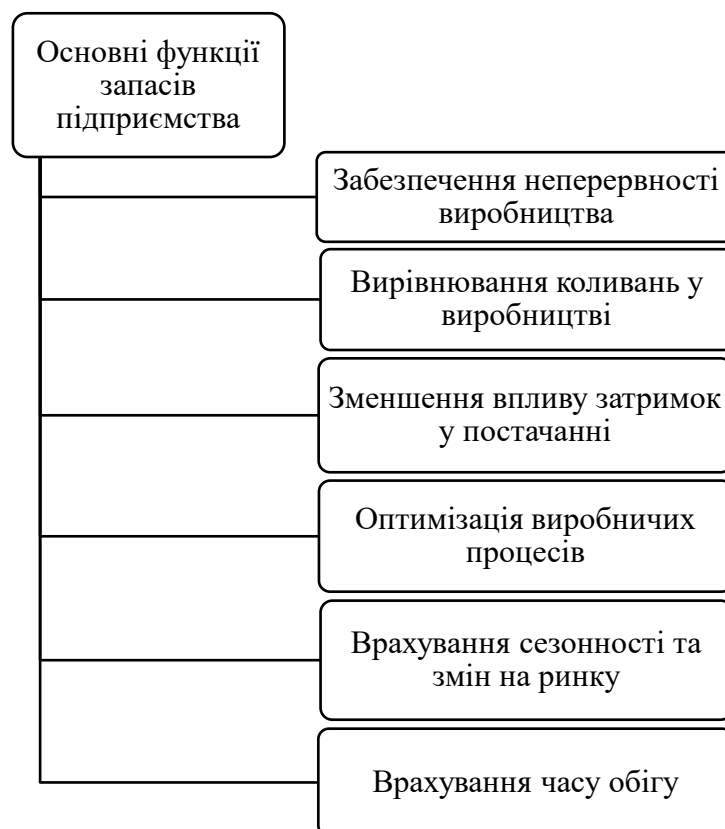 Основні функції
запасів
підприємства
Забезпечення неперервності
виробництва
Вирівнювання коливань у
виробництві
Зменшення впливу затримок
у постачанні
Оптимізація виробничих
процесів
Врахування сезонності та
змін на ринку
Врахування часу обігу